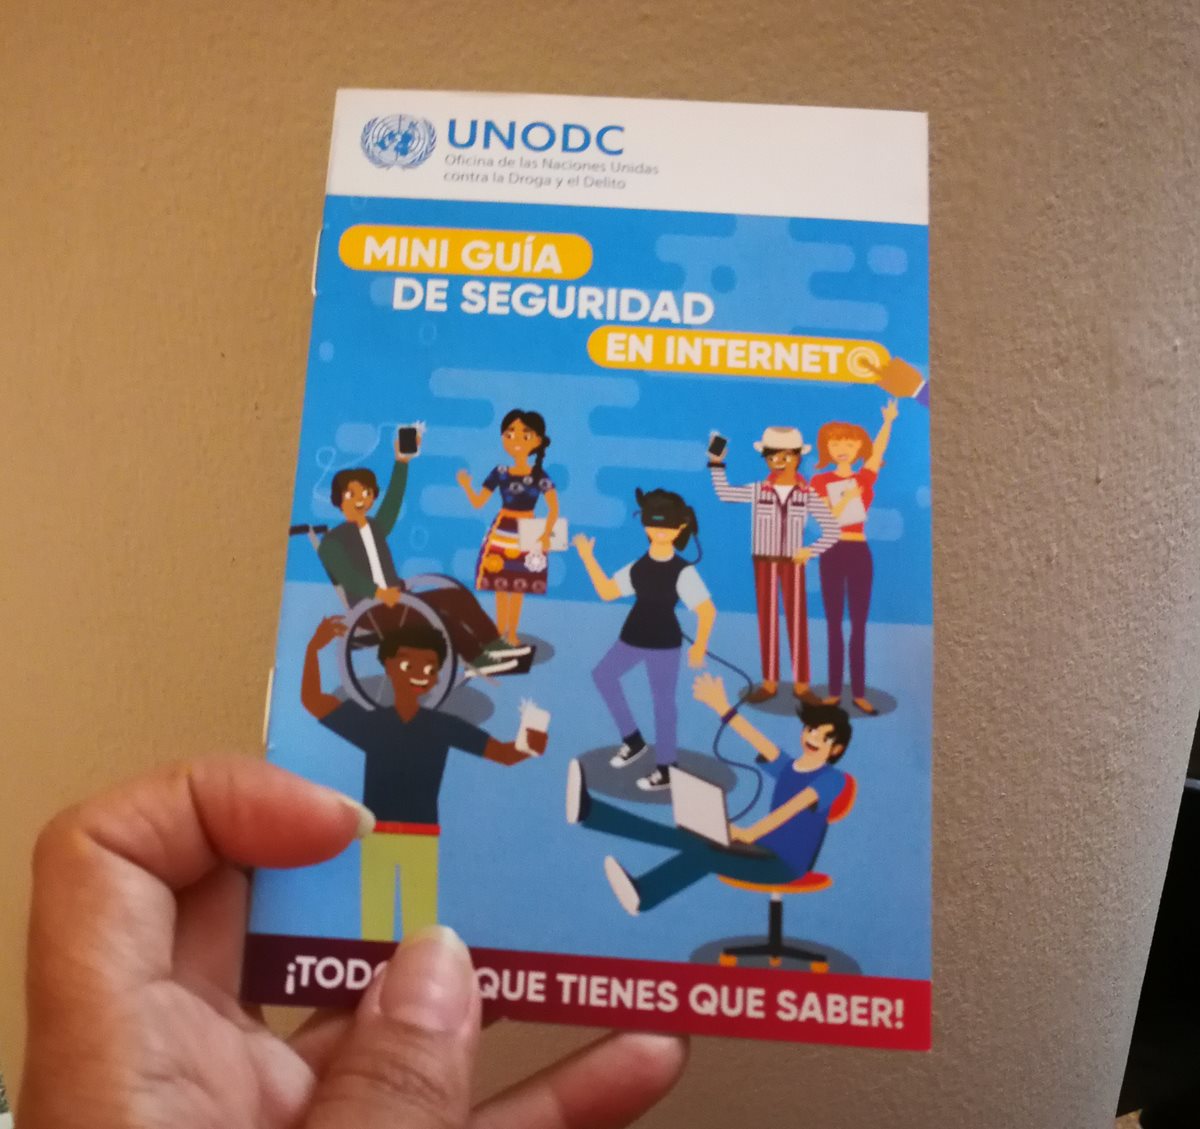 UNODC
Oficina de las Naciones Unidas
contra la Droga y el Delito
MINI GUÍA
DE SEGURIDAD
EN INTERNET
¡TODO QUE TIENES QUE SABER!